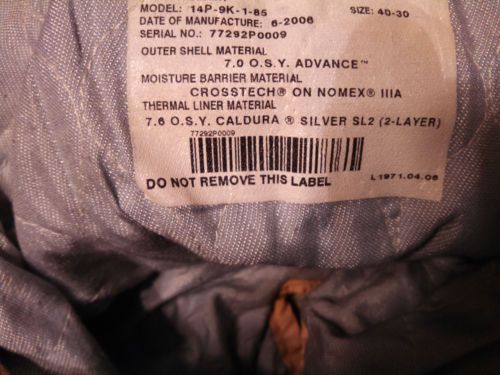 MODEL: 14P-9K-1-85 SIZE: 40-30
DATE OF MANUFACTURE: 6-2006
SERIAL NO.: 77292P0009
OUTER SHELL MATERIAL
7.0 O.S.Y. ADVANCE™
MOISTURE BARRIER MATERIAL
CROSSTECH® ON NOMEX® IIIA
THERMAL LINER MATERIAL
7.6 O.S.Y. CALDURA ® SILVER SL2 (2-LAYER)
77292P0009
DO NOT REMOVE THIS LABEL L1971.04.06